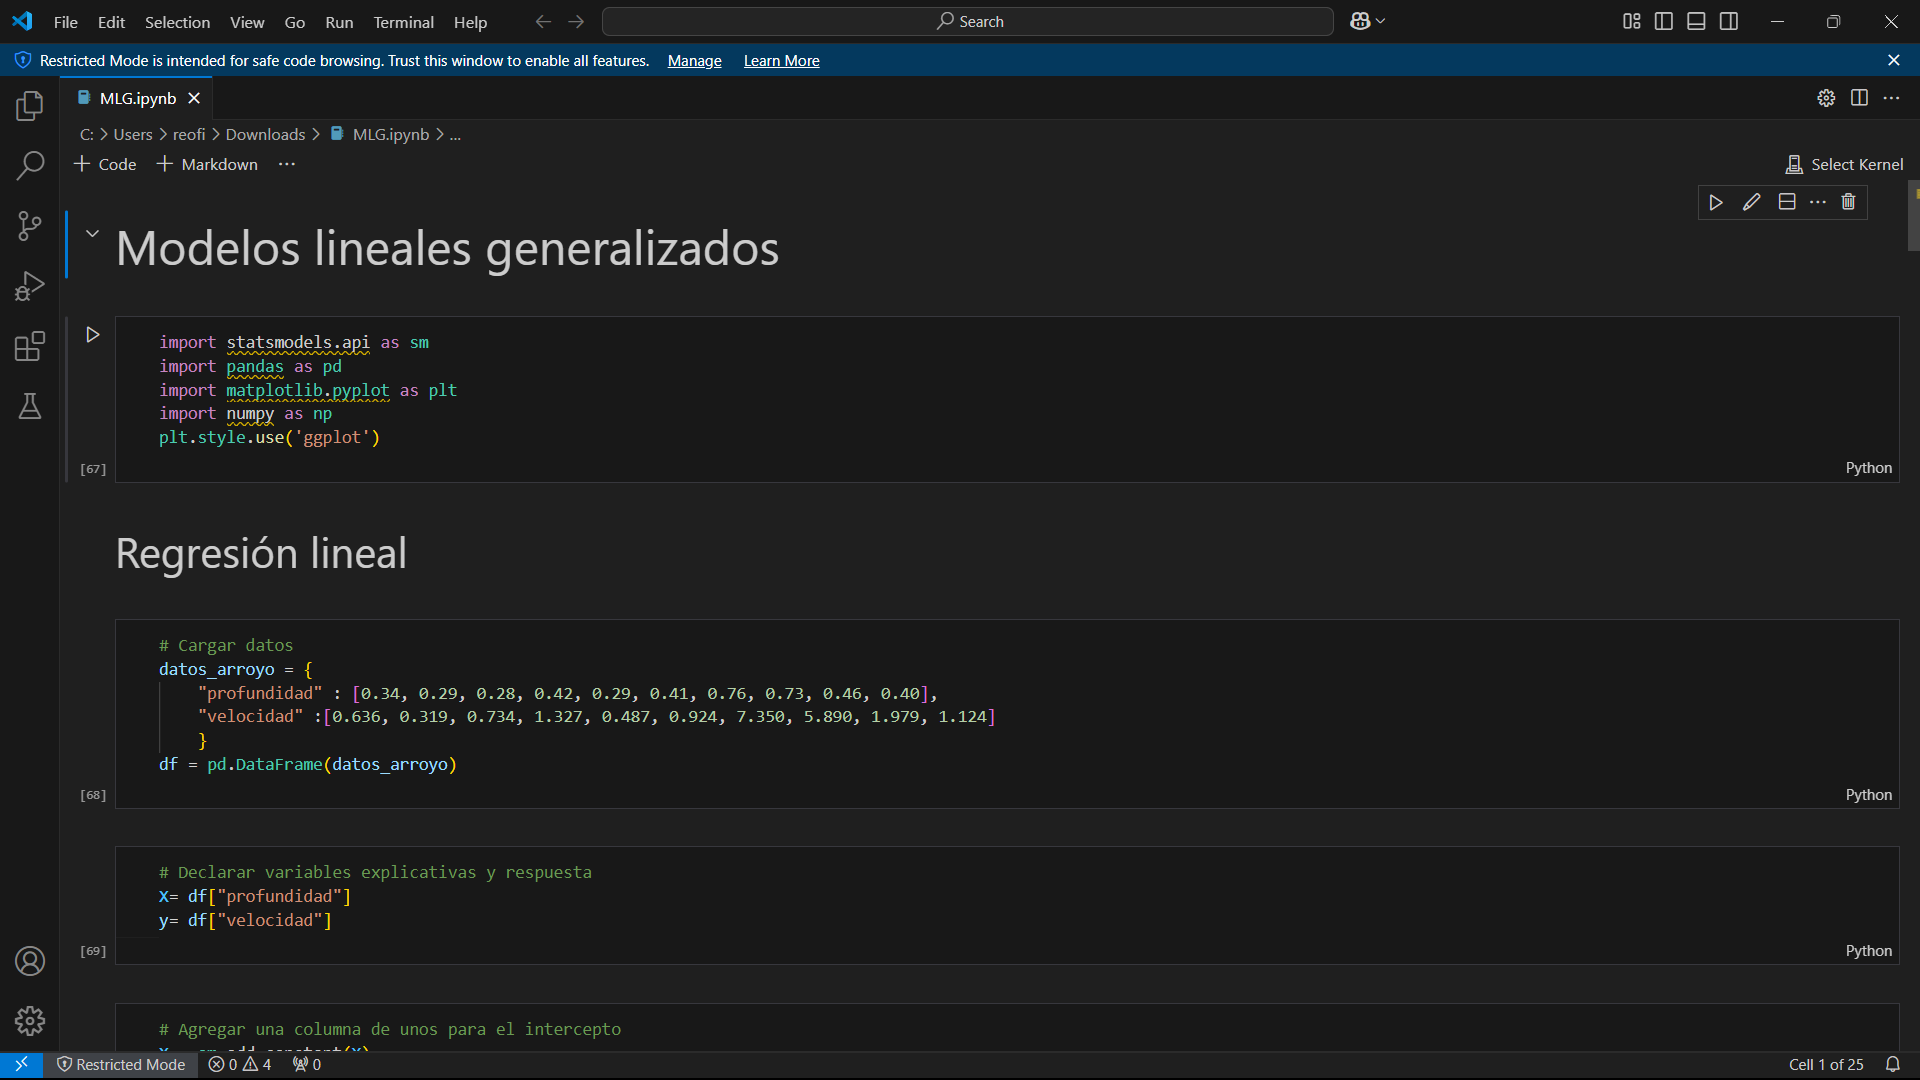 File Edit Selection View Go Run Terminal Help
Search
Restricted Mode is intended for safe code browsing. Trust this window to enable all features. Manage Learn More
MLG.ipynb
C: > Users > reofi > Downloads > MLG.ipynb > ...
+ Code + Markdown ...
Select Kernel
Modelos lineales generalizados
import statsmodels.api as sm
import pandas as pd
import matplotlib.pyplot as plt
import numpy as np
plt.style.use('ggplot')
[67]
Python
Regresión lineal
# Cargar datos
datos_arroyo = {
"profundidad" : [0.34, 0.29, 0.28, 0.42, 0.29, 0.41, 0.76, 0.73, 0.46, 0.40],
"velocidad" :[0.636, 0.319, 0.734, 1.327, 0.487, 0.924, 7.350, 5.890, 1.979, 1.124]
}
df = pd.DataFrame(datos_arroyo)
[68]
Python
# Declarar variables explicativas y respuesta
X= df["profundidad"]
y= df["velocidad"]
[69]
Python
# Agregar una columna de unos para el intercepto
Restricted Mode 0 4 0
Cell 1 of 25